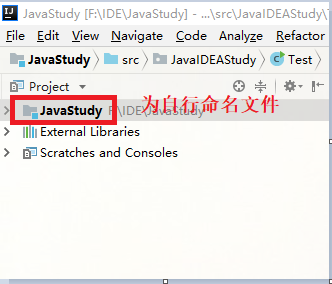 JavaStudy [F:\IDE\JavaStudy] - ...\src\JavaIDEAStudy\
File Edit View Navigate Code Analyze Refactor
JavaStudy src JavaIDEAStudy Test
Project
JavaStudy F:\IDE\JavaStudy
为自行命名文件
External Libraries
Scratches and Consoles